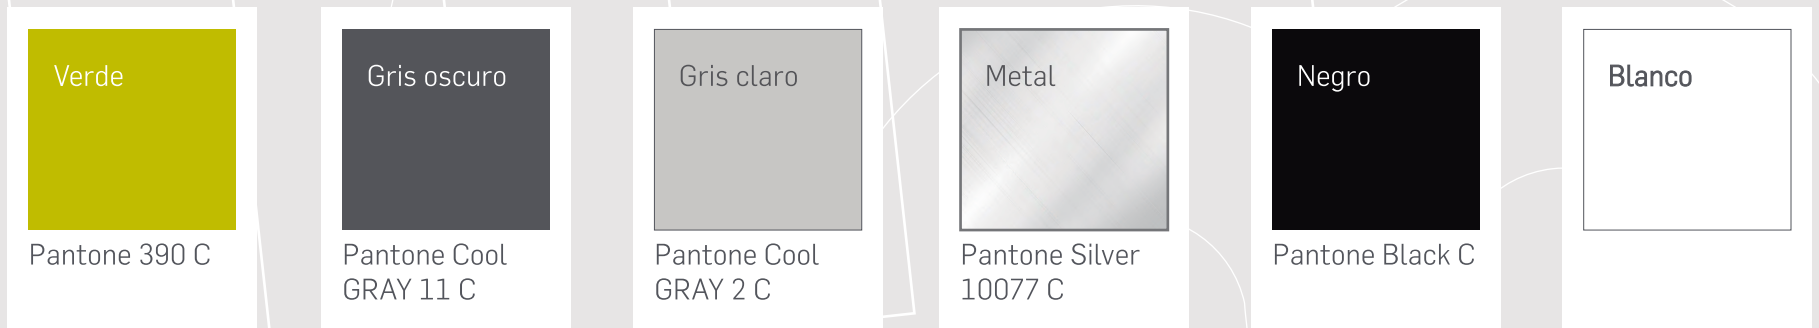 Verde
Pantone 390 C
Gris oscuro
Pantone Cool
GRAY 11 C
Gris claro
Pantone Cool
GRAY 2 C
Metal
Pantone Silver
10077 C
Negro
Pantone Black C
Blanco